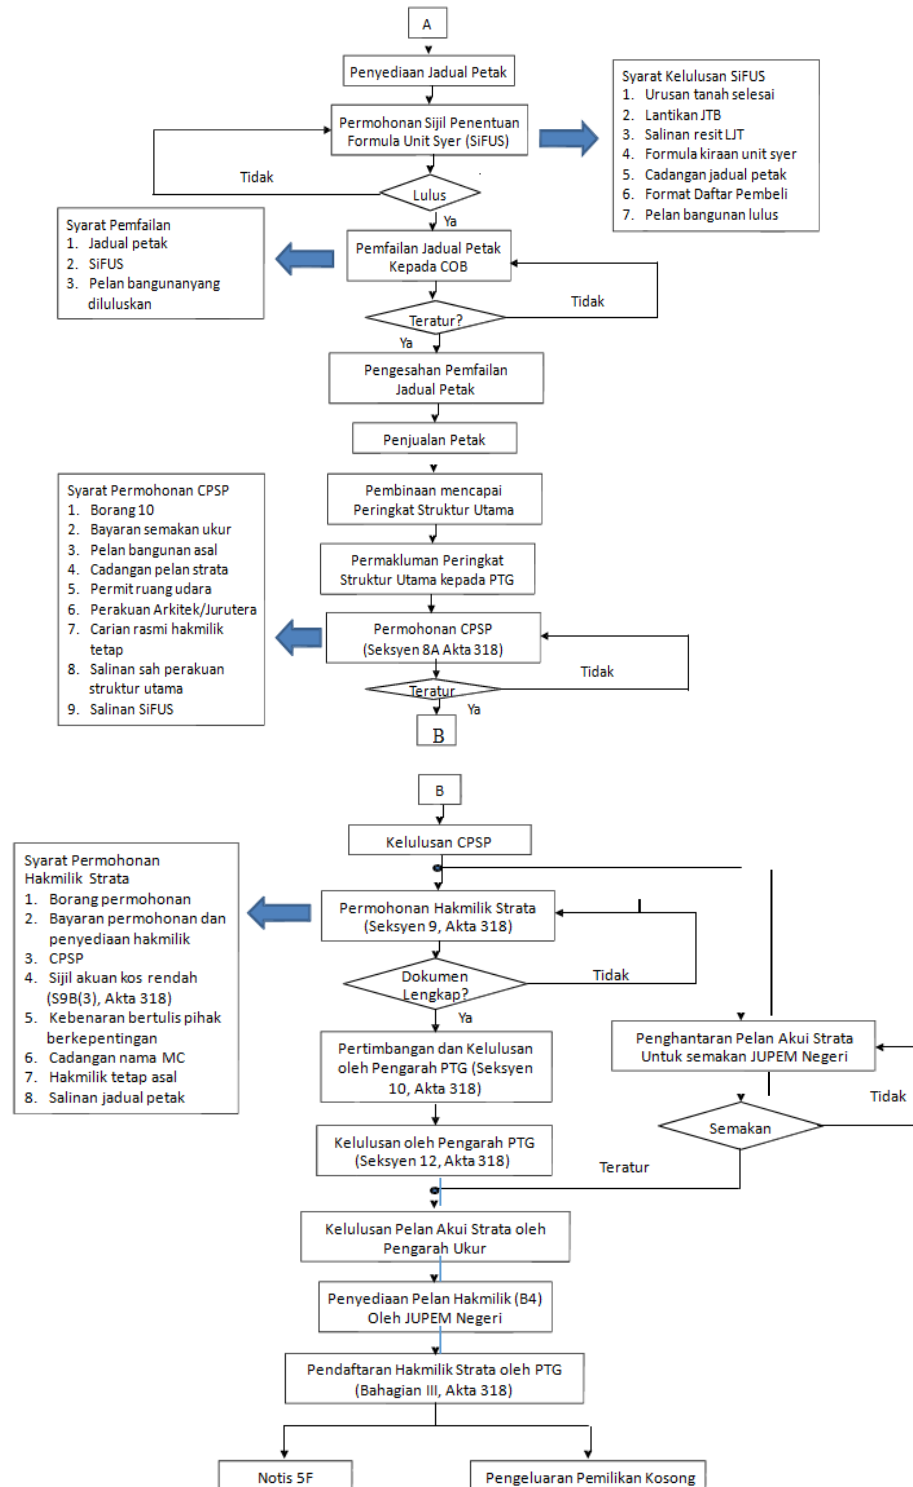 A
Penyediaan Jadual Petak
Permohonan Sijil Penentuan
Formula Unit Syer (SiFUS)
Syarat Kelulusan SiFUS
1. Urusan tanah selesai
2. Lantikan JTB
3. Salinan resit LJT
4. Formula kiraan unit syer
5. Cadangan jadual petak
6. Format Daftar Pembeli
7. Pelan bangunan lulus
Tidak
Lulus
Ya
Syarat Pemfailan
1. Jadual petak
2. SiFUS
3. Pelan bangunanyang
diluluskan
Pemfailan Jadual Petak
Kepada COB
Tidak
Teratur?
Ya
Pengesahan Pemfailan
Jadual Petak
Penjualan Petak
Pembinaan mencapai
Peringkat Struktur Utama
Permakluman Peringkat
Struktur Utama kepada PTG
Syarat Permohonan CPSP
1. Borang 10
2. Bayaran semakan ukur
3. Pelan bangunan asal
4. Cadangan pelan strata
5. Permit ruang udara
6. Perakuan Arkitek/Jurutera
7. Carian rasmi hakmilik
tetap
8. Salinan sah perakuan
struktur utama
9. Salinan SiFUS
Permohonan CPSP
(Seksyen 8A Akta 318)
Tidak
Teratur
Ya
B
B
Kelulusan CPSP
Syarat Permohonan
Hakmilik Strata
1. Borang permohonan
2. Bayaran permohonan dan
penyediaan hakmilik
3. CPSP
4. Sijil akuan kos rendah
(S9B(3), Akta 318)
5. Kebenaran bertulis pihak
berkepentingan
6. Cadangan nama MC
7. Hakmilik tetap asal
8. Salinan jadual petak
Permohonan Hakmilik Strata
(Seksyen 9, Akta 318)
Dokumen
Lengkap?
Tidak
Ya
Pertimbangan dan Kelulusan
oleh Pengarah PTG (Seksyen
10, Akta 318)
Penghantaran Pelan Akui Strata
Untuk semakan JUPEM Negeri
Tidak
Semakan
Kelulusan oleh Pengarah PTG
(Seksyen 12, Akta 318)
Teratur
Kelulusan Pelan Akui Strata oleh
Pengarah Ukur
Penyediaan Pelan Hakmilik (B4)
Oleh JUPEM Negeri
Pendaftaran Hakmilik Strata oleh PTG
(Bahagian III, Akta 318)
Notis 5F
Pengeluaran Pemilikan Kosong